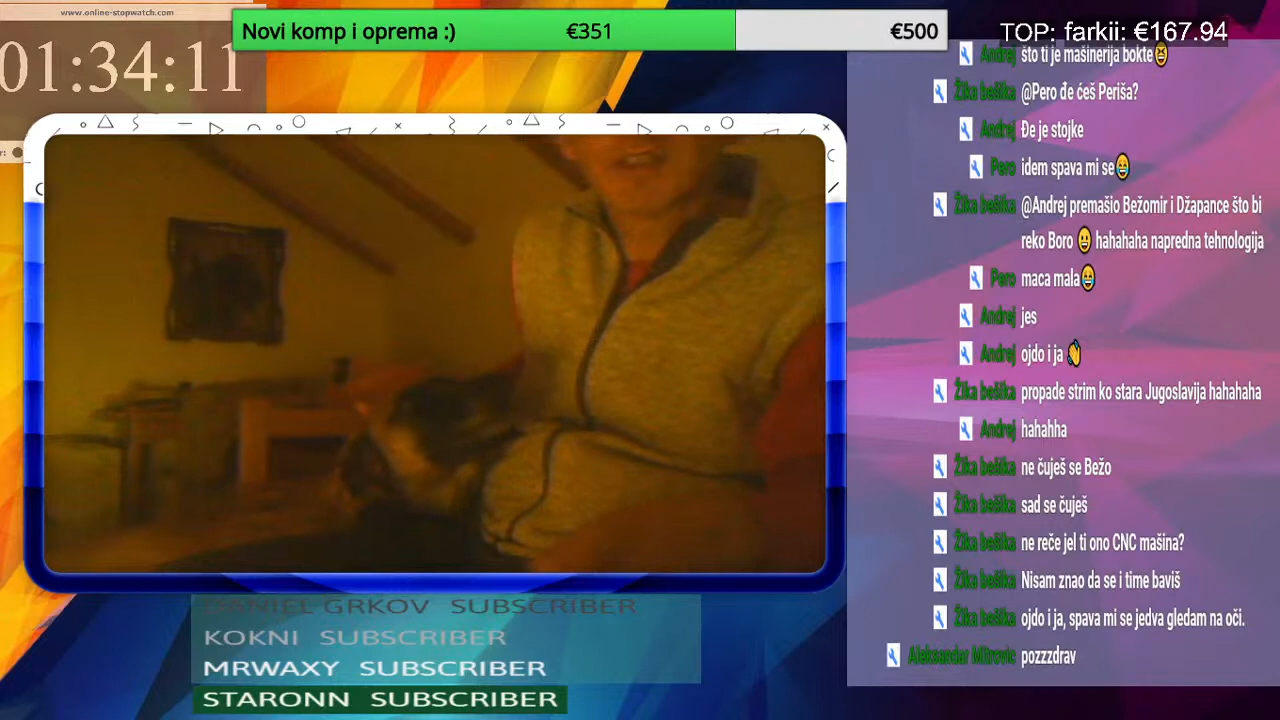 www.online-stopwatch.com
01:34:11
Novi komp i oprema :) €351 €500
TOP: farkii: €167.94
Andrej što ti je mašinerija bokte😆
Žika bešika @Pero đe ćeš Periša?
Andrej Đe je stojke
Pero idem spava mi se😂
Žika bešika @Andrej premašio Bežomir i Džapance što bi
reko Boro 😀 hahahaha napredna tehnologija
Pero maca mala😂
Andrej jes
Andrej ojdo i ja 👋
Žika bešika propade strim ko stara Jugoslavija hahahaha
Andrej hahahha
Žika bešika ne čuješ se Bežo
Žika bešika sad se čuješ
Žika bešika ne reče jel ti ono CNC mašina?
Žika bešika Nisam znao da se i time baviš
Žika bešika ojdo i ja, spava mi se jedva gledam na oči.
Aleksandar Mitrovic pozzzdrav
DANIEL GRKOV SUBSCRIBER
KOKNI SUBSCRIBER
MRWAXY SUBSCRIBER
STARONN SUBSCRIBER